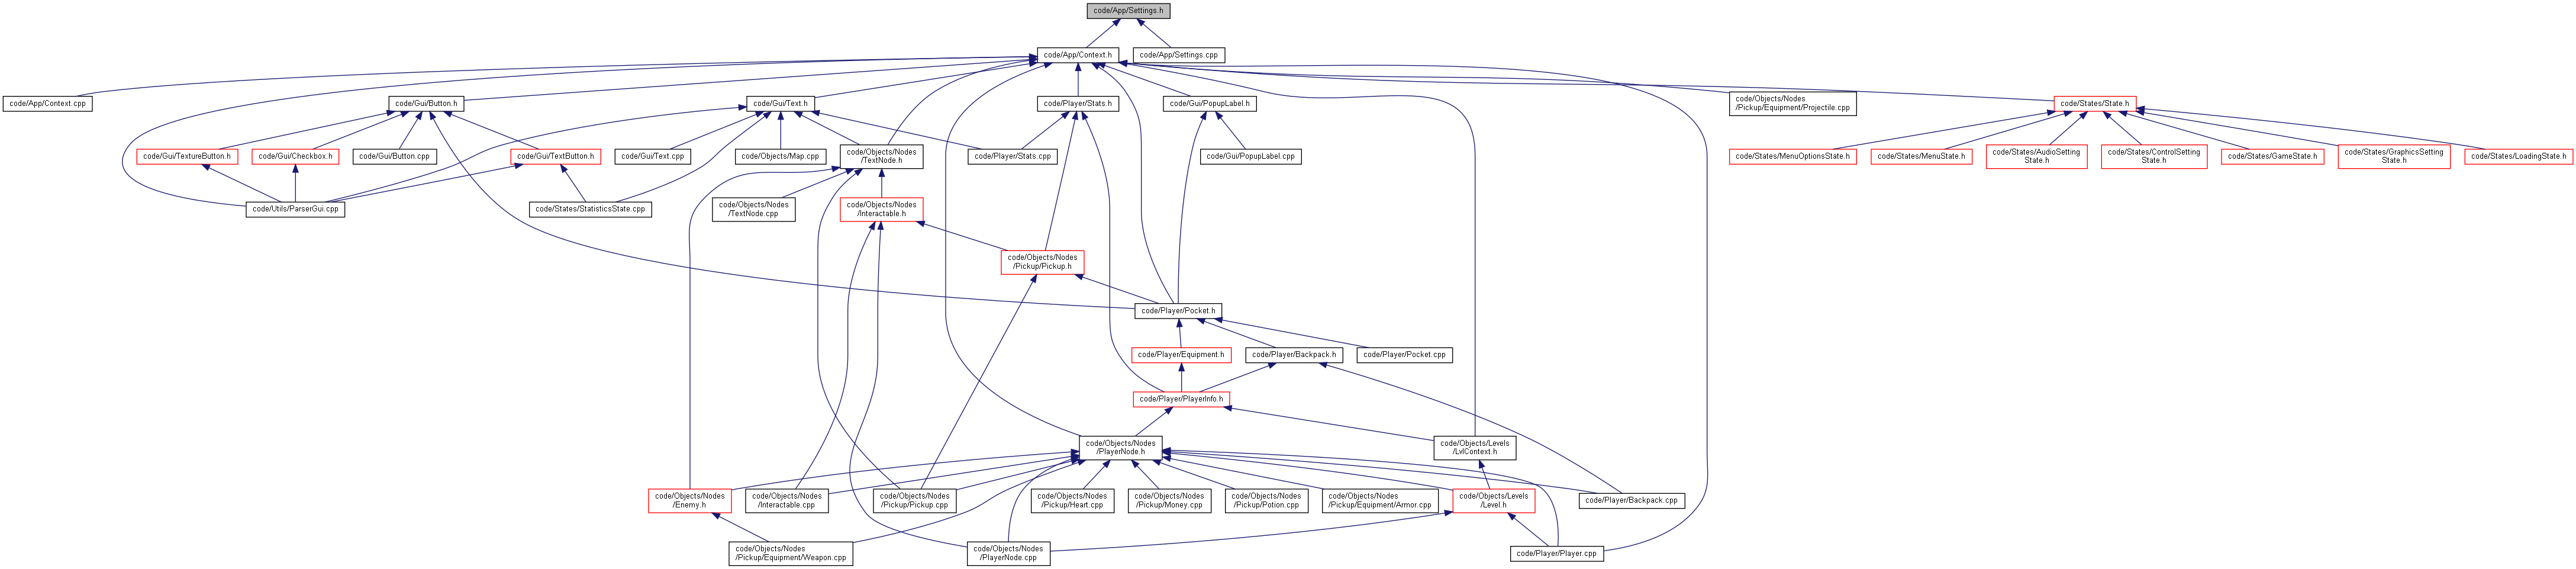 code/App/Settings.h
code/App/Context.h
code/App/Settings.cpp
code/App/Context.cpp
code/Gui/Button.h
code/Gui/Text.h
code/Player/Stats.h
code/Gui/PopupLabel.h
code/Objects/Nodes
/Pickup/Equipment/Projectile.cpp
code/States/State.h
code/Gui/TextureButton.h
code/Gui/Checkbox.h
code/Gui/Button.cpp
code/Gui/TextButton.h
code/Gui/Text.cpp
code/Objects/Map.cpp
code/Objects/Nodes
/TextNode.h
code/Player/Stats.cpp
code/Gui/PopupLabel.cpp
code/States/MenuOptionsState.h
code/States/MenuState.h
code/States/AudioSetting
State.h
code/States/ControlSetting
State.h
code/States/GameState.h
code/States/GraphicsSetting
State.h
code/States/LoadingState.h
code/Utils/ParserGui.cpp
code/States/StatisticsState.cpp
code/Objects/Nodes
/TextNode.cpp
code/Objects/Nodes
/Interactable.h
code/Objects/Nodes
/Pickup/Pickup.h
code/Player/Pocket.h
code/Player/Equipment.h
code/Player/Backpack.h
code/Player/Pocket.cpp
code/Player/PlayerInfo.h
code/Objects/Nodes
/PlayerNode.h
code/Objects/Levels
/LvlContext.h
code/Objects/Nodes
/Enemy.h
code/Objects/Nodes
/Interactable.cpp
code/Objects/Nodes
/Pickup/Pickup.cpp
code/Objects/Nodes
/Pickup/Heart.cpp
code/Objects/Nodes
/Pickup/Money.cpp
code/Objects/Nodes
/Pickup/Potion.cpp
code/Objects/Nodes
/Pickup/Equipment/Armor.cpp
code/Objects/Levels
/Level.h
code/Player/Backpack.cpp
code/Objects/Nodes
/Pickup/Equipment/Weapon.cpp
code/Objects/Nodes
/PlayerNode.cpp
code/Player/Player.cpp